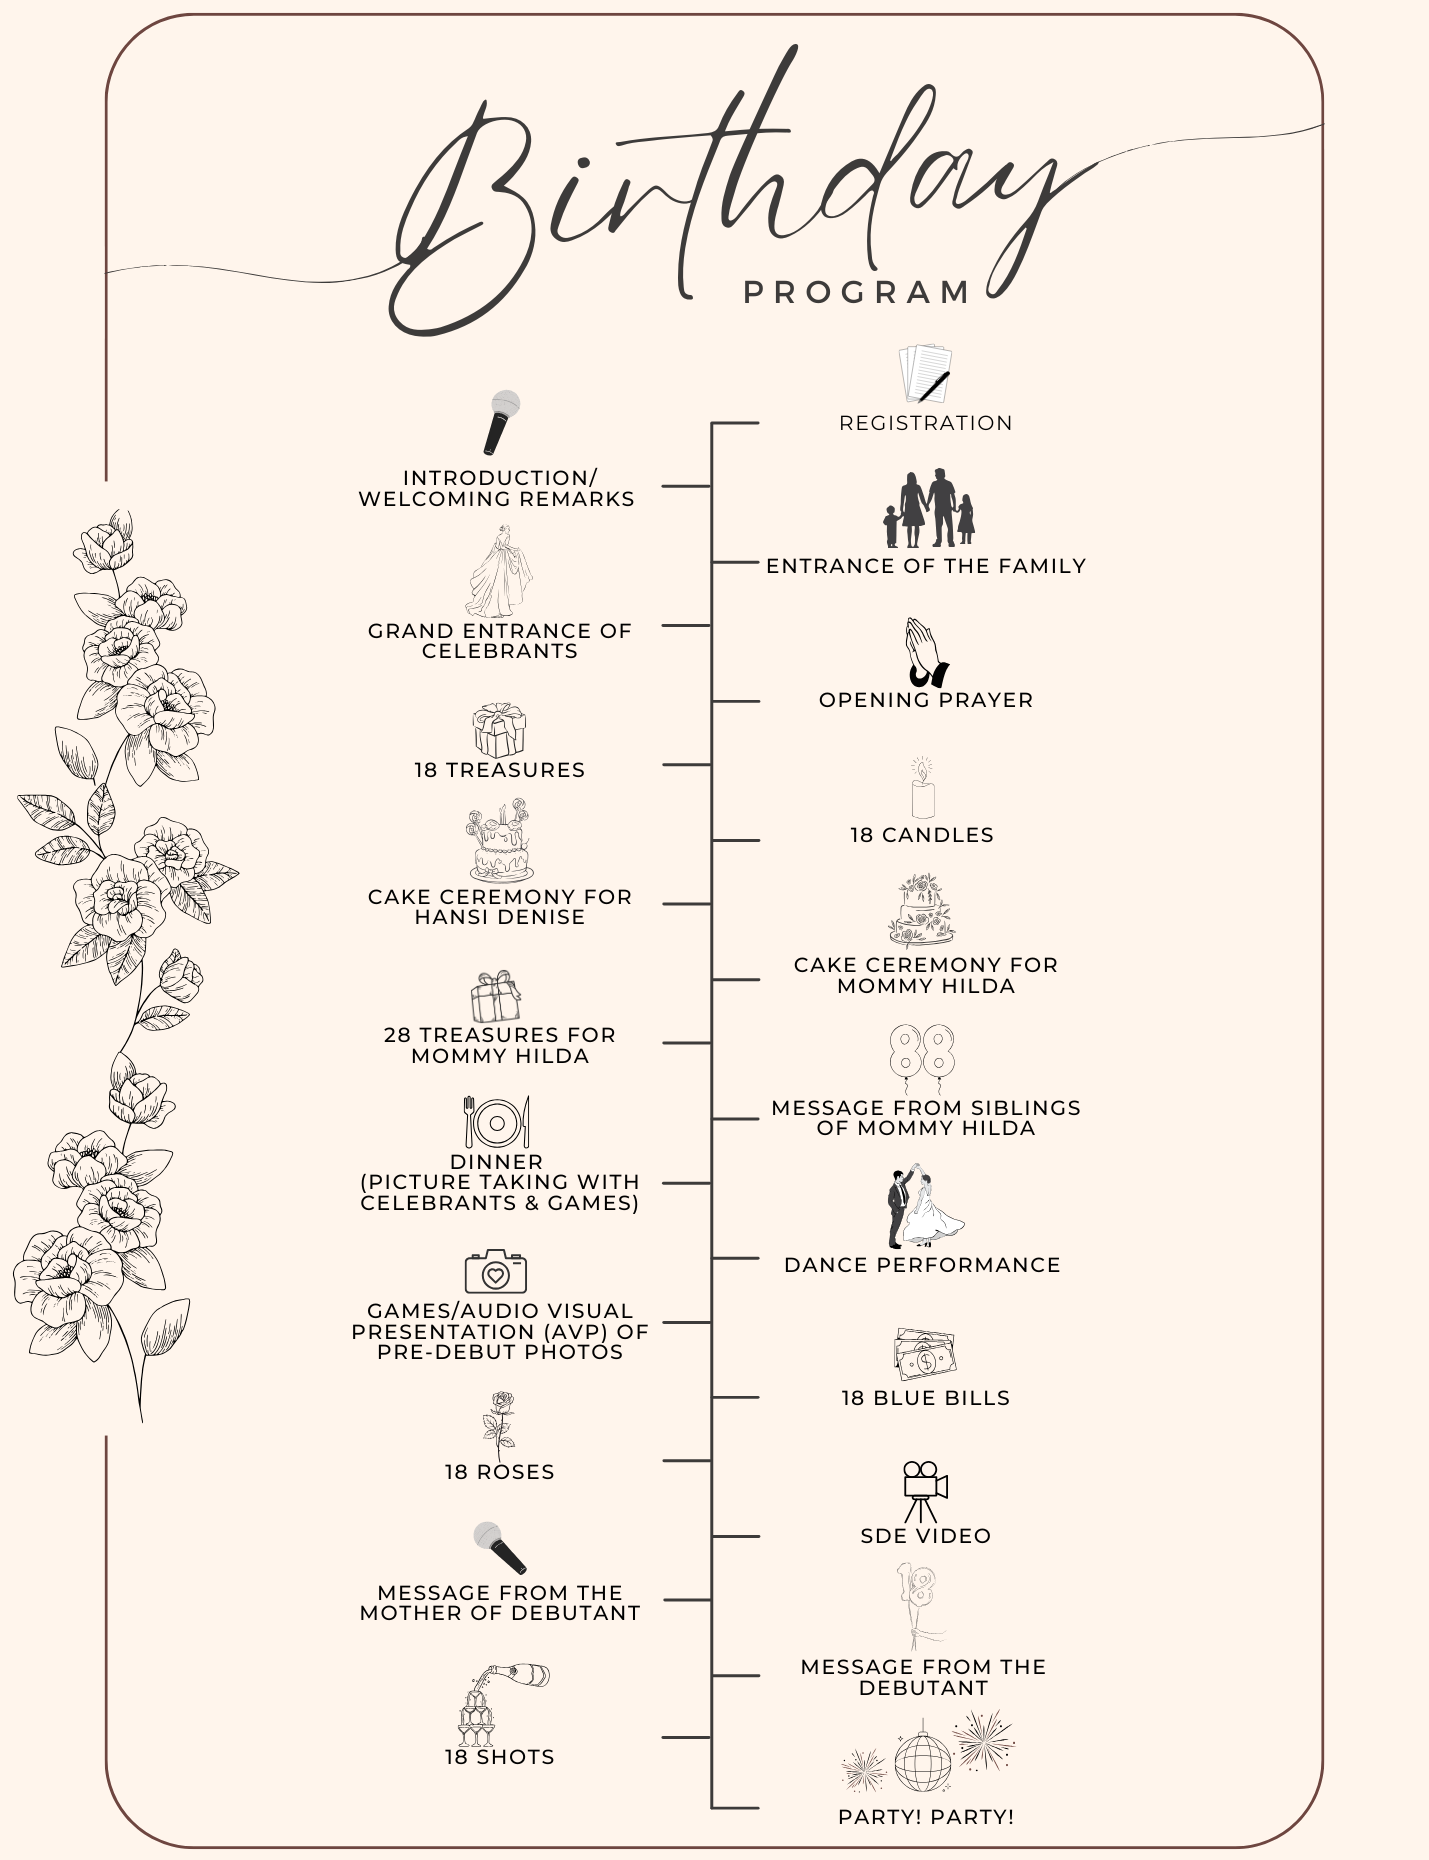 Birthday
PROGRAM
REGISTRATION
INTRODUCTION/
WELCOMING REMARKS
ENTRANCE OF THE FAMILY
GRAND ENTRANCE OF
CELEBRANTS
OPENING PRAYER
18 TREASURES
18 CANDLES
CAKE CEREMONY FOR
HANSI DENISE
CAKE CEREMONY FOR
MOMMY HILDA
28 TREASURES FOR
MOMMY HILDA
88
MESSAGE FROM SIBLINGS
OF MOMMY HILDA
DINNER
(PICTURE TAKING WITH
CELEBRANTS & GAMES)
DANCE PERFORMANCE
GAMES/AUDIO VISUAL
PRESENTATION (AVP) OF
PRE-DEBUT PHOTOS
$
18 BLUE BILLS
18 ROSES
SDE VIDEO
MESSAGE FROM THE
MOTHER OF DEBUTANT
18
MESSAGE FROM THE
DEBUTANT
18 SHOTS
PARTY! PARTY!